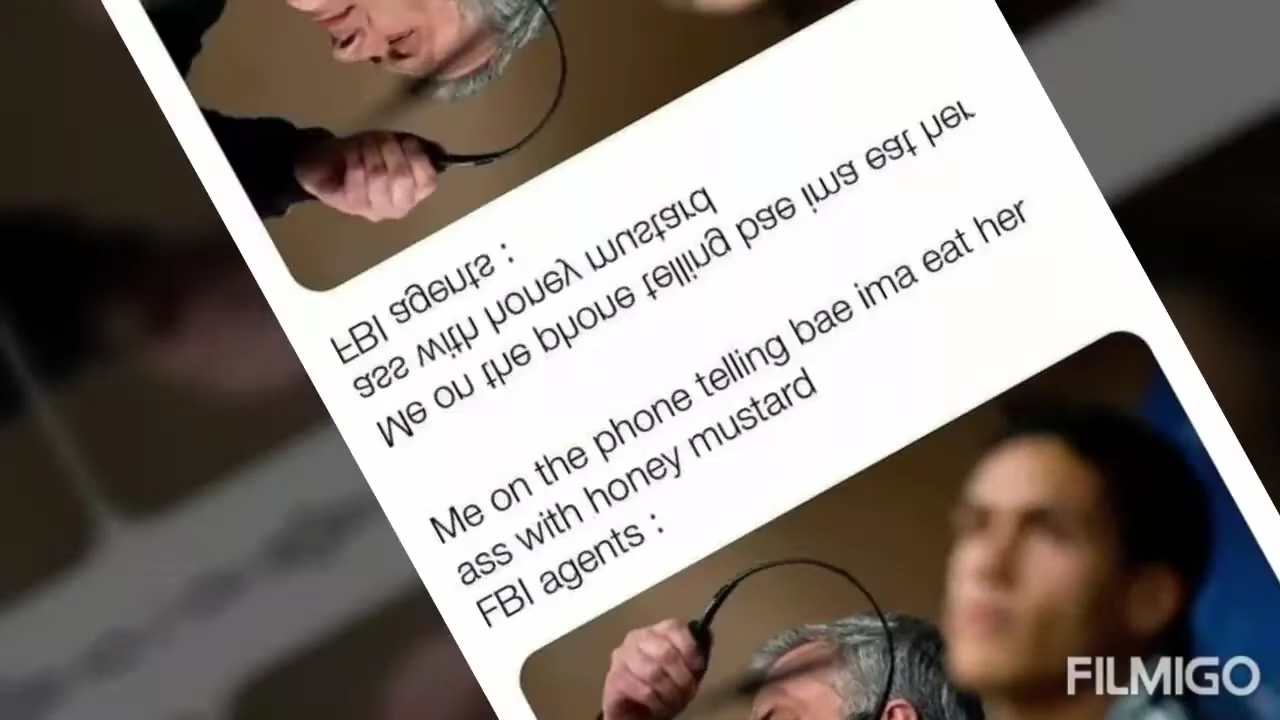 FBI agents :
ass with honey mustard
Me on the phone telling bae ima eat her
Me on the phone telling bae ima eat her
ass with honey mustard
FBI agents :
FILMIGO